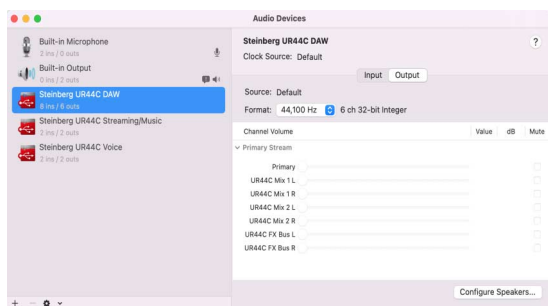 Audio Devices
Built-in Microphone
2 ins / 0 outs
Built-in Output
0 ins / 2 outs
Steinberg UR44C DAW
8 ins / 6 outs
Steinberg UR44C Streaming/Music
2 ins / 2 outs
Steinberg UR44C Voice
2 ins / 2 outs
Steinberg UR44C DAW
?
Clock Source: Default
Input Output
Source: Default
Format: 44,100 Hz 6 ch 32-bit Integer
Channel Volume Value dB Mute
Primary Stream
Primary
UR44C Mix 1 L
UR44C Mix 1 R
UR44C Mix 2 L
UR44C Mix 2 R
UR44C FX Bus L
UR44C FX Bus R
Configure Speakers...